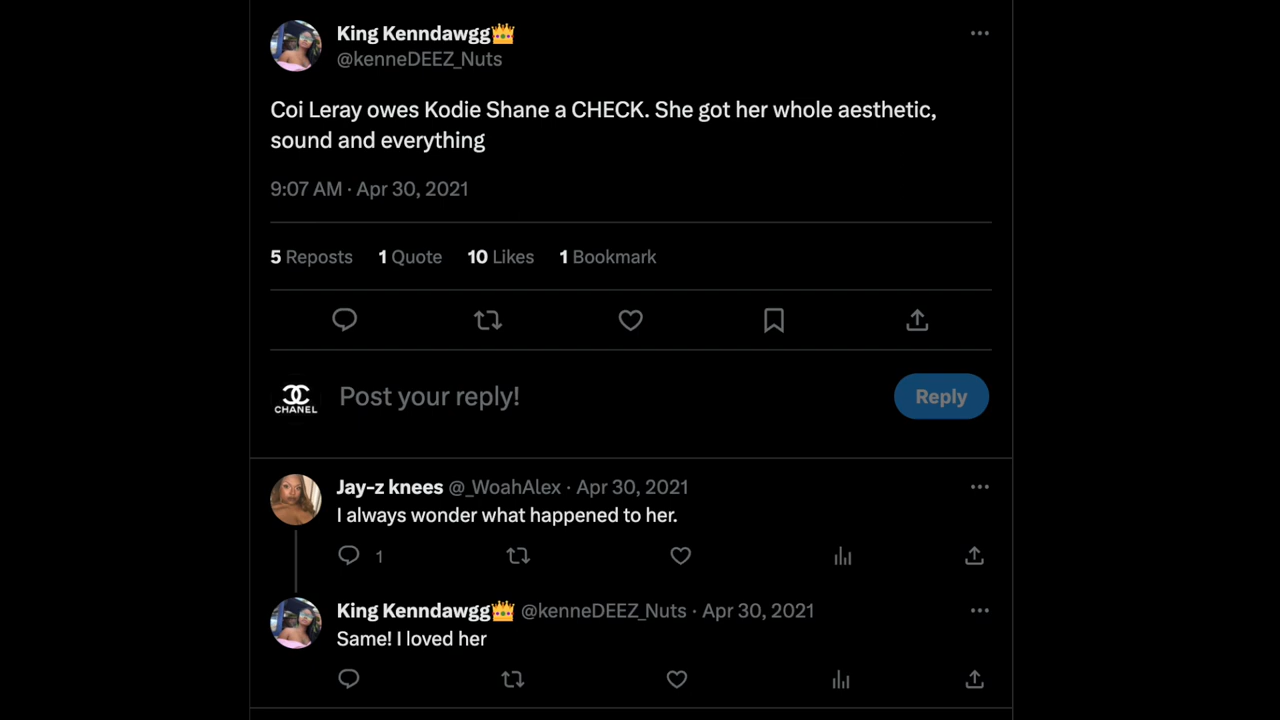 King Kenndawgg👑
@kenneDEEZ_Nuts
Coi Leray owes Kodie Shane a CHECK. She got her whole aesthetic,
sound and everything
9:07 AM · Apr 30, 2021
5 Reposts 1 Quote 10 Likes 1 Bookmark
CHANEL
Post your reply!
Reply
Jay-z knees @_WoahAlex · Apr 30, 2021
I always wonder what happened to her.
1
King Kenndawgg👑 @kenneDEEZ_Nuts · Apr 30, 2021
Same! I loved her